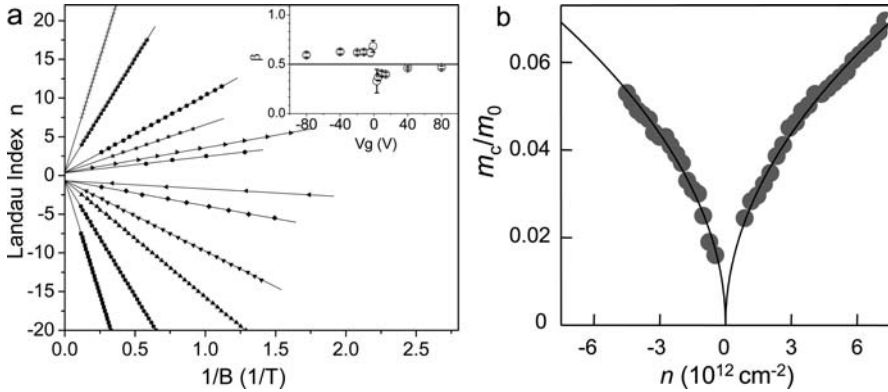 a
20
15
10
5
0
-5
-10
-15
-20
Landau Index n
0.0 0.5 1.0 1.5 2.0 2.5
1/B (1/T)
1.0
0.5
0.0
β
-80 -40 0 40 80
Vg (V)
b
0.06
0.04
0.02
0
mc/m0
-6 -3 0 3 6
n (10¹² cm⁻²)